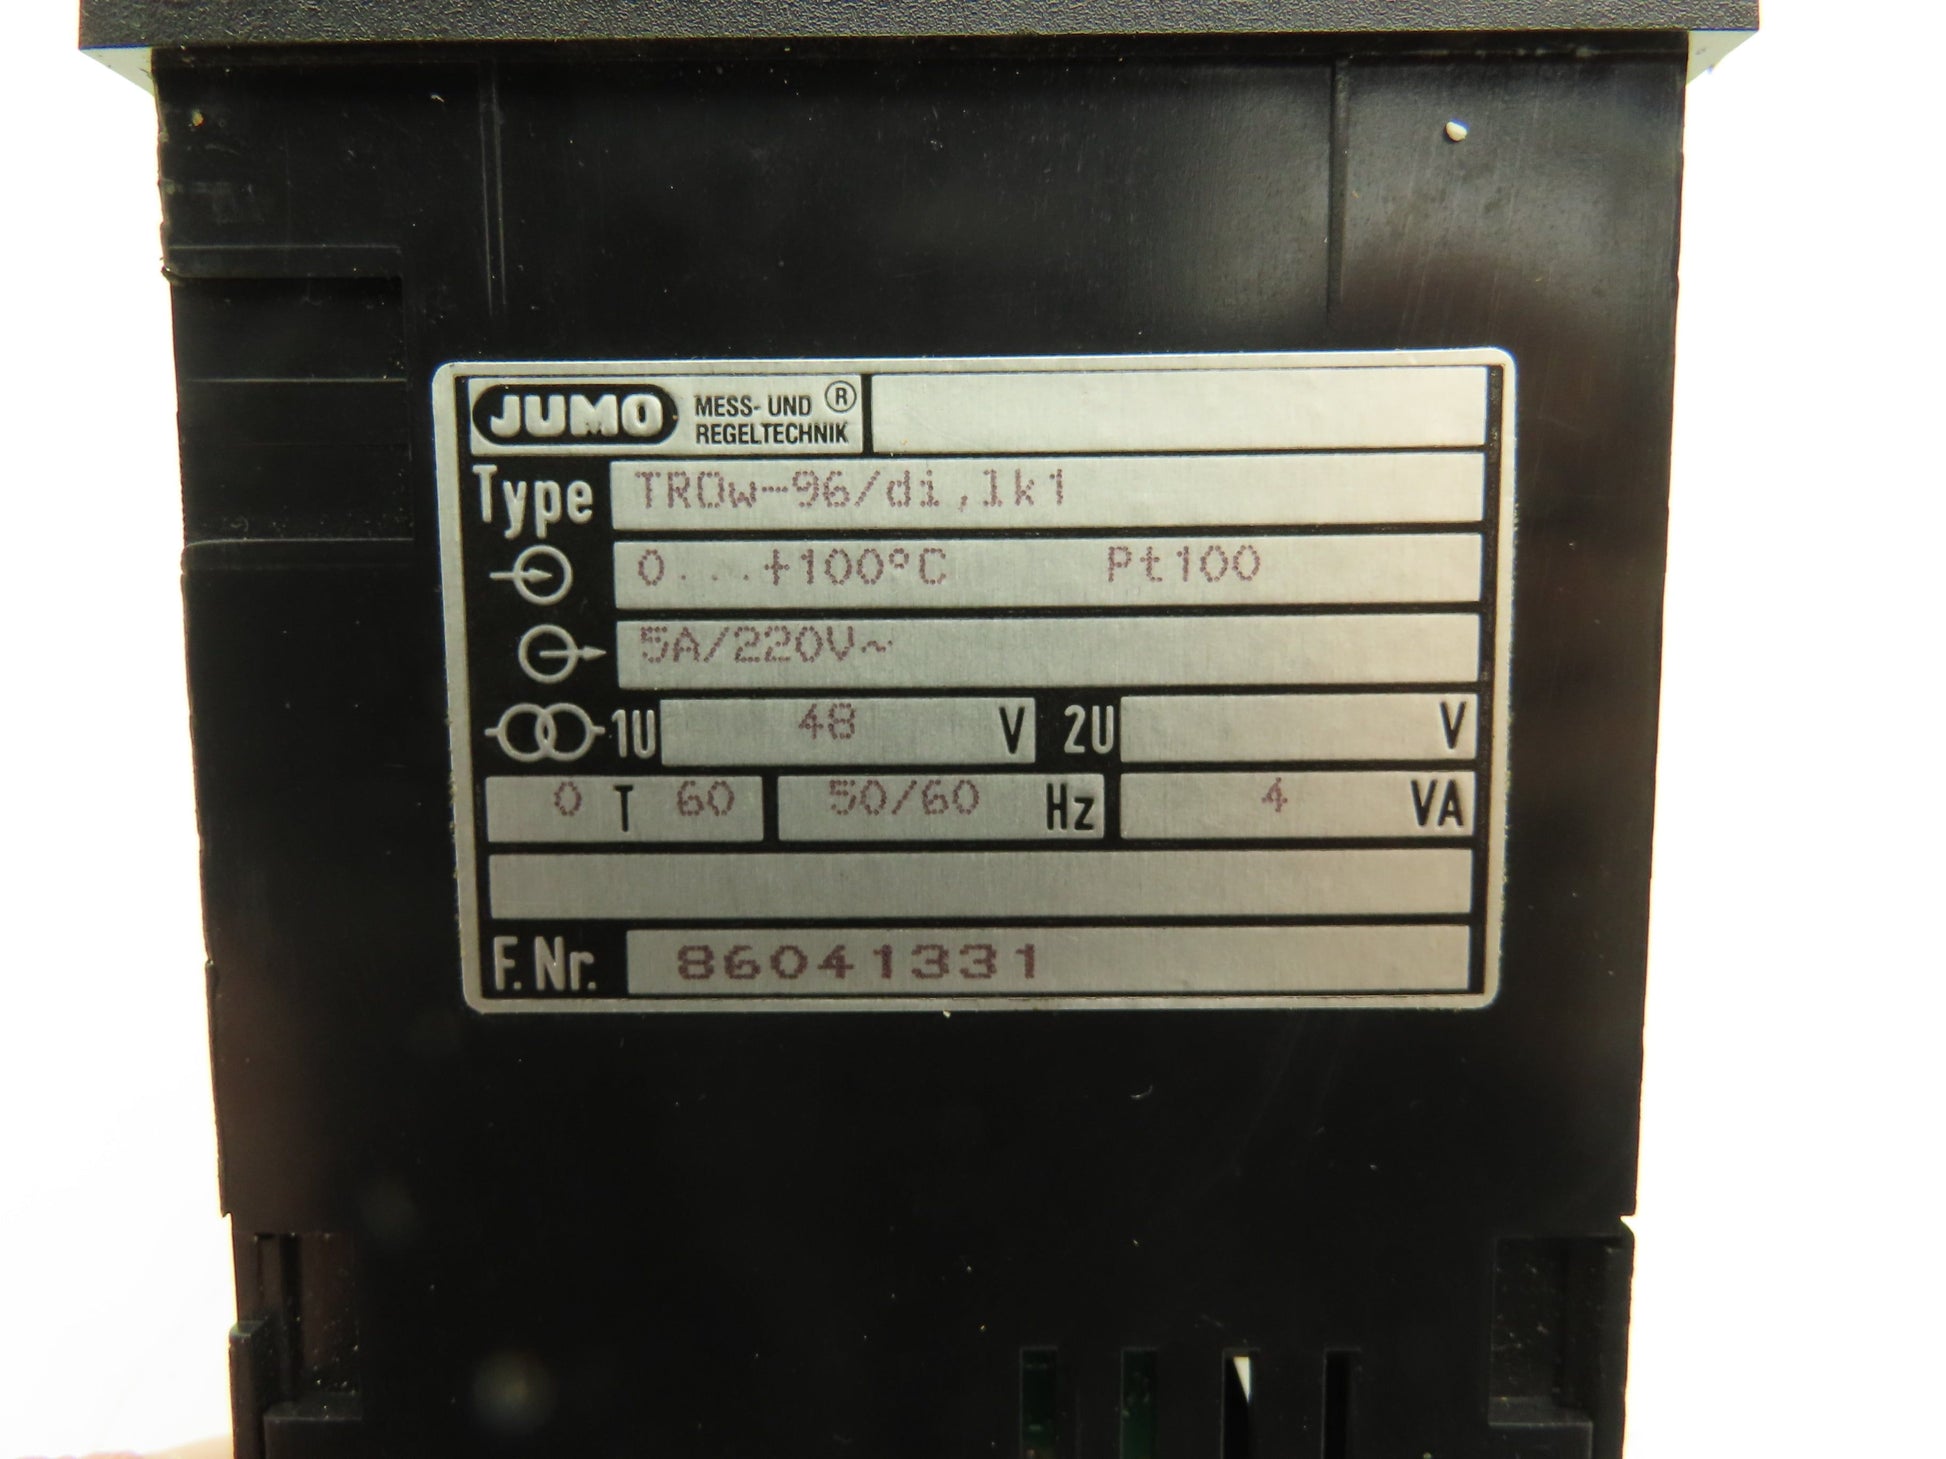 JUMO MESS- UND ®
REGELTECHNIK
Type TROw-96/di,1k1
0...+100°C Pt100
5A/220V~
1U 48 V 2U V
0 T 60 50/60 Hz 4 VA
F.Nr. 86041331